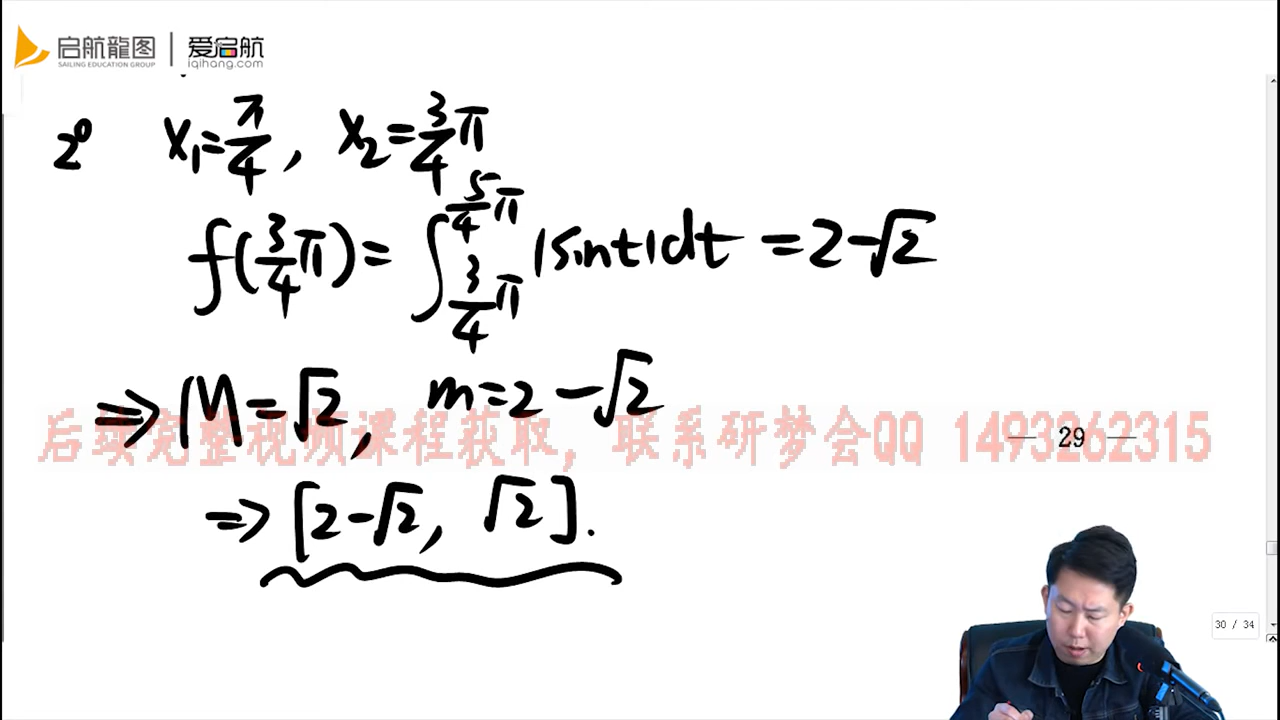 启航龍图 | 爱启航
SAILING EDUCATION GROUP iqihang.com
2° x₁=π/4, x₂=3/4π
f(3/4π)=∫_{3/4π}^{5/4π}|sint|dt=2-√2
⇒M=√2, m=2-√2
后续完整视频课程获取，联系研梦会QQ 1493262315
— 29 —
⇒[2-√2, √2].
30 / 34